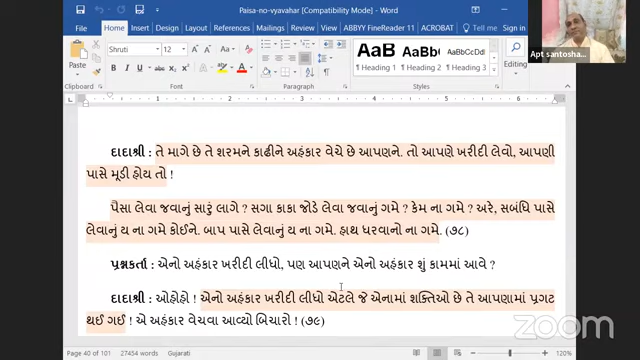 Paisa-no-vyavahar [Compatibility Mode] - Word
File Home Insert Design Layout References Mailings Review View ABBYY FineReader 11 ACROBAT Tell me Share
Paste
Clipboard
Shruti 12
Font
Paragraph
AaB AaBb( AaBbCcDdI
Heading 1 Heading 2 Heading 3
Styles
Editing
Apt santosha...
દાદાશ્રી : તે માગે છે તે શરમને કાઢીને અહંકાર વેચે છે આપણને. તો આપણે ખરીદી લેવો, આપણી
પાસે મૂડી હોય તો !
પૈસા લેવા જવાનું સારું લાગે ? સગા કાકા જોડે લેવા જવાનું ગમે ? કેમ ના ગમે ? અરે, સબંધિ પાસે
લેવાનું ય ના ગમે કોઈને. બાપ પાસે લેવાનું ય ના ગમે. હાથ ધરવાનો ના ગમે. (૭૮)
પ્રશ્નકર્તા : એનો અહંકાર ખરીદી લીધો, પણ આપણને એનો અહંકાર શું કામમાં આવે ?
દાદાશ્રી : ઓહોહો ! એનો અહંકાર ખરીદી લીધો એટલે જે એનામાં શક્તિઓ છે તે આપણામાં પ્રગટ
થઈ ગઈ ! એ અહંકાર વેચવા આવ્યો બિચારો ! (૭૯)
zoom
Page 40 of 101 27454 words Gujarati 120%